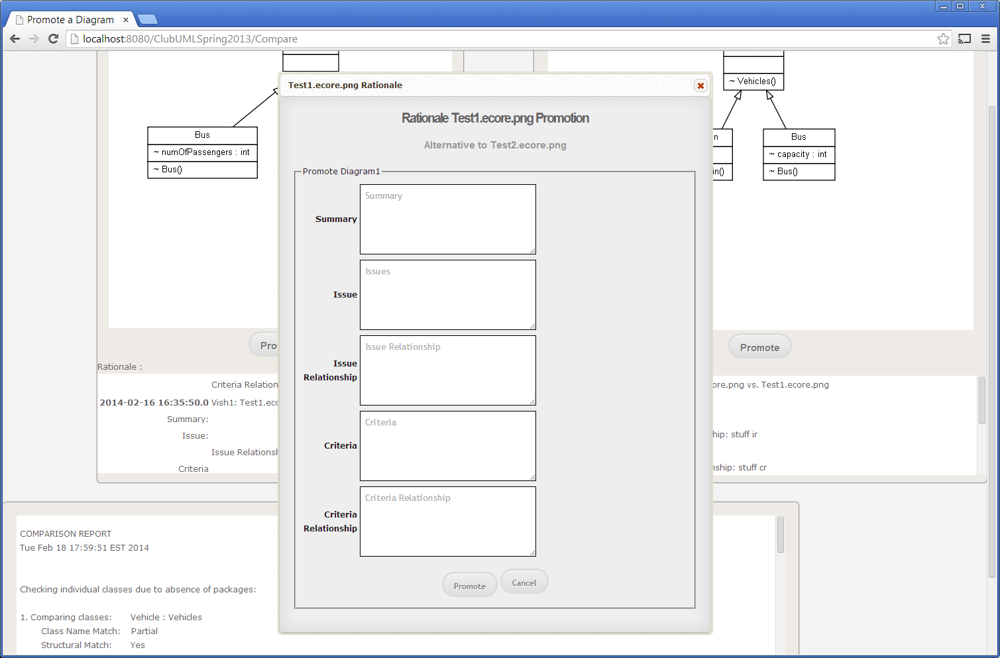 Promote a Diagram
localhost:8080/ClubUMLSpring2013/Compare
~ Vehicles()
Test1.ecore.png Rationale
Rationale Test1.ecore.png Promotion
Alternative to Test2.ecore.png
Bus
~ numOfPassengers : int
~ Bus()
n
in()
Bus
~ capacity : int
~ Bus()
Promote Diagram1
Summary
Summary
Issue
Issues
Issue
Relationship
Issue Relationship
Criteria
Criteria
Criteria
Relationship
Criteria Relationship
Promote
Cancel
Pro
Promote
Rationale :
Criteria Relation
2014-02-16 16:35:50.0 Vish1: Test1.eco
Summary:
Issue:
Issue Relationsh
Criteria
ore.png vs. Test1.ecore.png
hip: stuff ir
nship: stuff cr
COMPARISON REPORT
Tue Feb 18 17:59:51 EST 2014
Checking individual classes due to absence of packages:
1. Comparing classes: Vehicle : Vehicles
Class Name Match: Partial
Structural Match: Yes